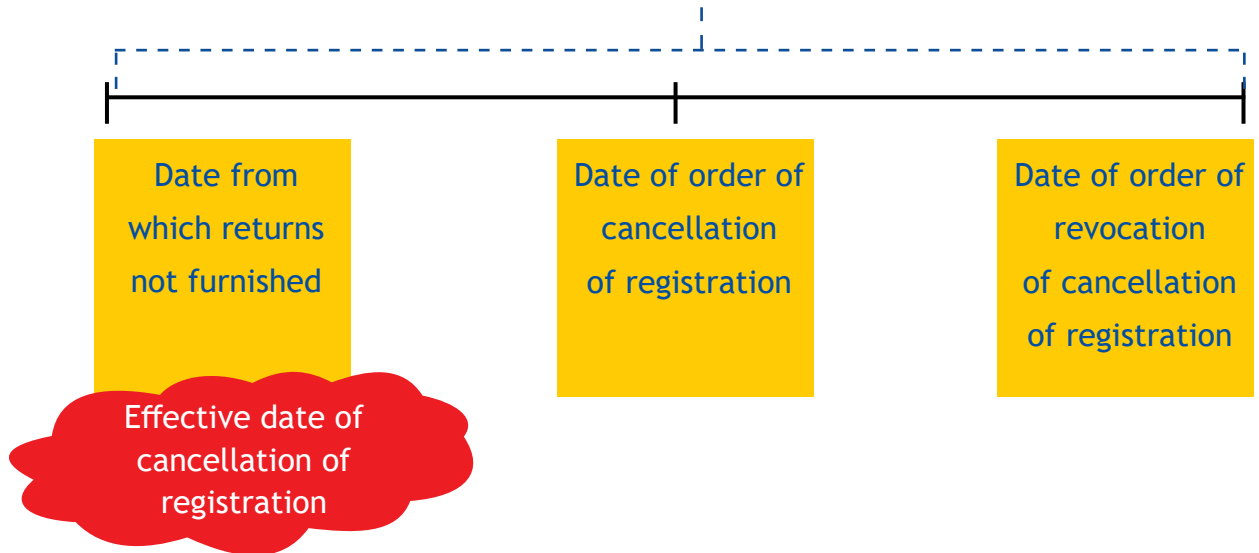 Date from
which returns
not furnished
Date of order of
cancellation
of registration
Date of order of
revocation
of cancellation
of registration
Effective date of
cancellation of
registration